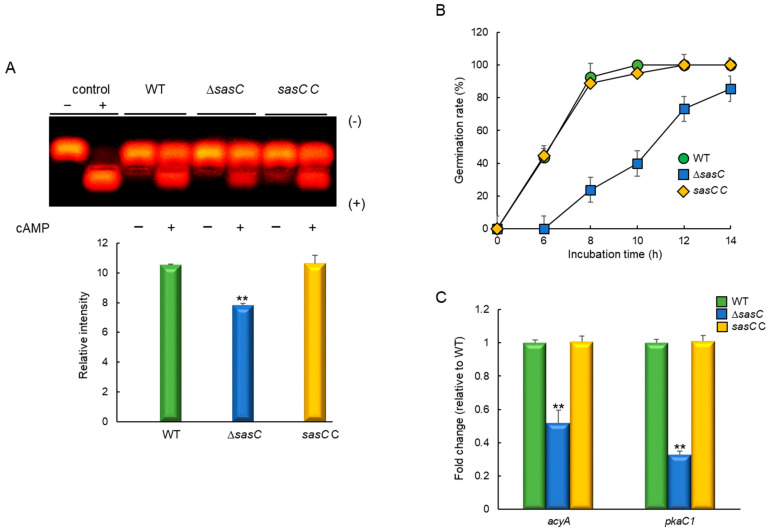 A
control WT ΔsasC sasC C
− +
(-)
(+)
cAMP − + − + − +
Relative intensity
12
10
8
6
4
2
0
**
WT ΔsasC sasC C
B
Germination rate (%)
120
100
80
60
40
20
0
WT
ΔsasC
sasC C
0 6 8 10 12 14
Incubation time (h)
C
WT
ΔsasC
sasC C
Fold change (relative to WT)
1.2
1
0.8
0.6
0.4
0.2
0
**
**
acyA pkaC1